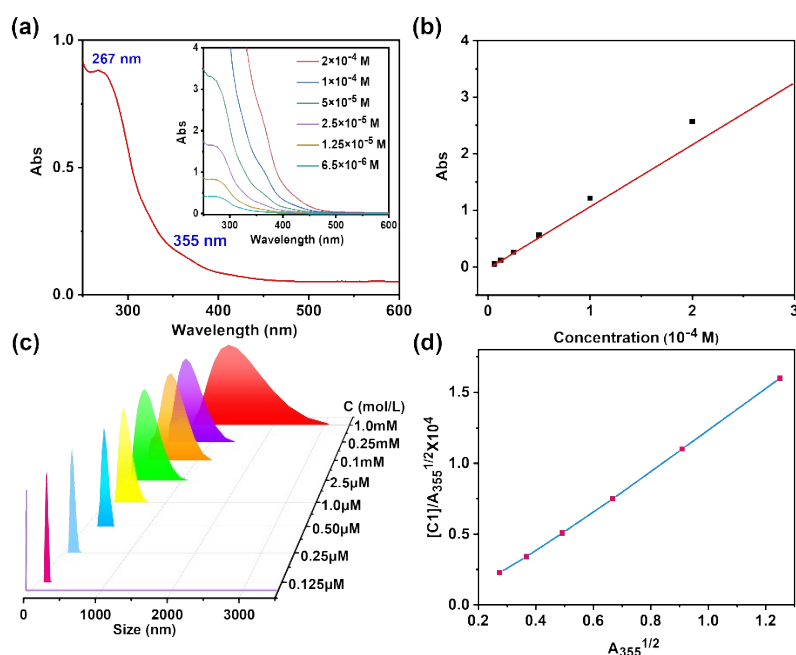 (a)
1.0
0.5
0.0
Abs
267 nm
355 nm
300
400
500
600
Wavelength (nm)
4
3
2
1
0
Abs
2×10⁻⁴ M
1×10⁻⁴ M
5×10⁻⁵ M
2.5×10⁻⁵ M
1.25×10⁻⁵ M
6.5×10⁻⁶ M
300
400
500
600
Wavelength (nm)
(b)
4
3
2
1
0
Abs
0
1
2
3
Concentration (10⁻⁴ M)
(c)
C (mol/L)
1.0mM
0.25mM
0.1mM
2.5μM
1.0μM
0.50μM
0.25μM
0.125μM
0
1000
2000
3000
Size (nm)
(d)
1.5
1.0
0.5
0.0
[C1]/A₃₅₅¹/²X10⁴
0.2
0.4
0.6
0.8
1.0
1.2
A₃₅₅¹/²